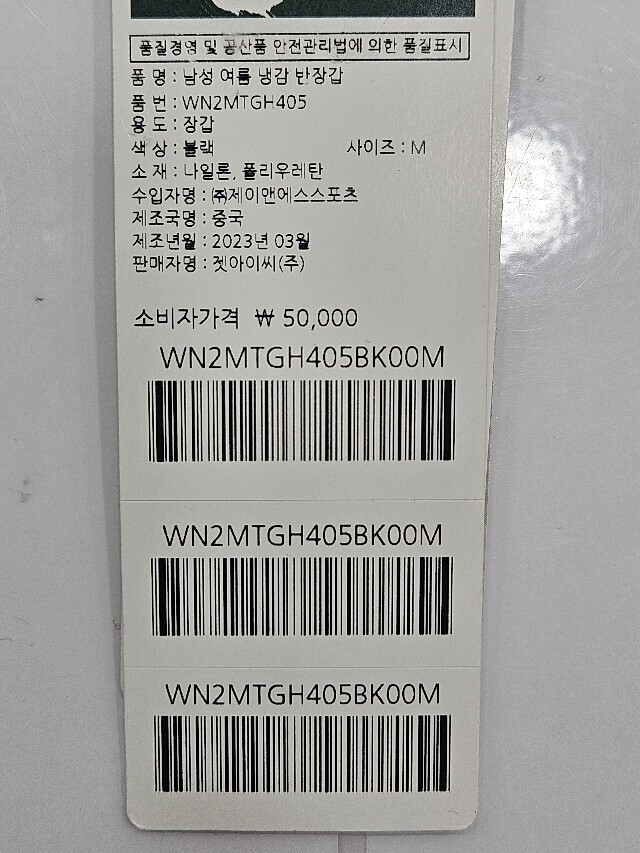 품질경영 및 공산품 안전관리법에 의한 품질표시
품 명 : 남성 여름 냉감 반장갑
품 번 : WN2MTGH405
용 도 : 장갑
색 상 : 블랙 사이즈 : M
소 재 : 나일론, 폴리우레탄
수입자명 : ㈜제이앤에스스포츠
제조국명 : 중국
제조년월 : 2023년 03월
판매자명 : 젯아이씨(주)
소비자가격 ₩ 50,000
WN2MTGH405BK00M
WN2MTGH405BK00M
WN2MTGH405BK00M